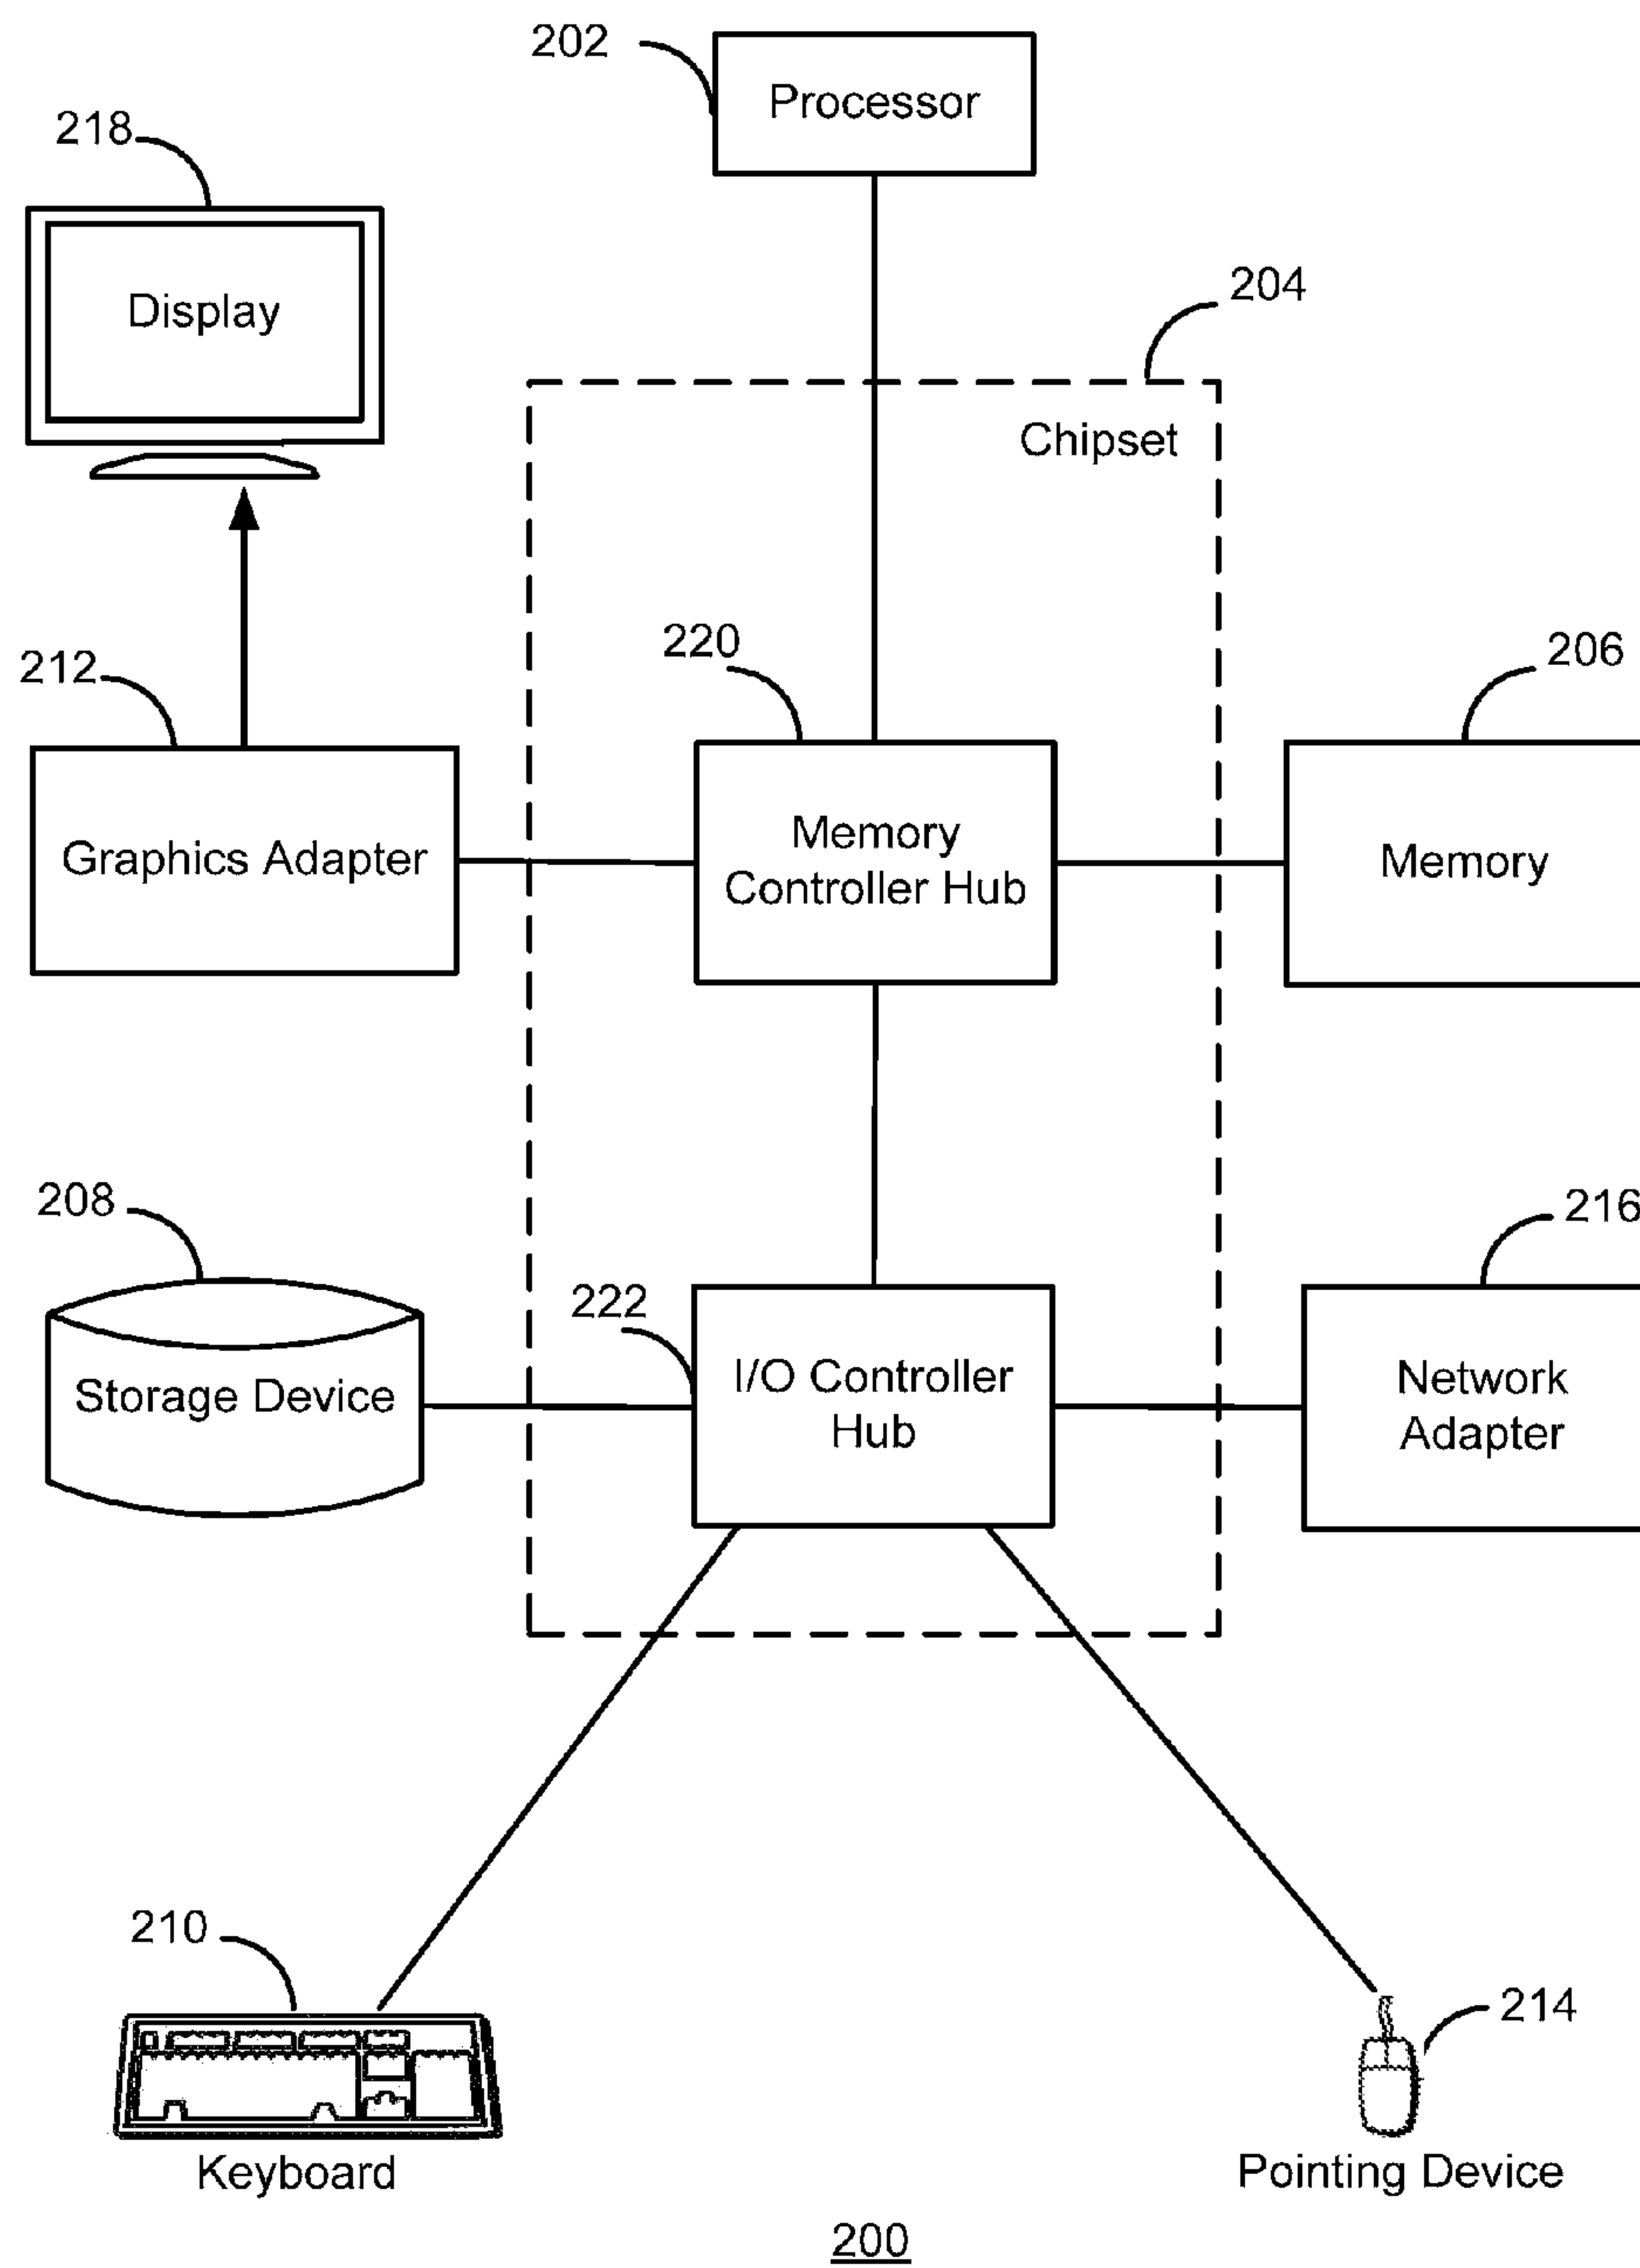 202
Processor
218
Display
204
Chipset
212
220
206
Graphics Adapter
Memory
Controller Hub
Memory
208
222
216
Storage Device
I/O Controller
Hub
Network
Adapter
210
214
Keyboard
Pointing Device
200